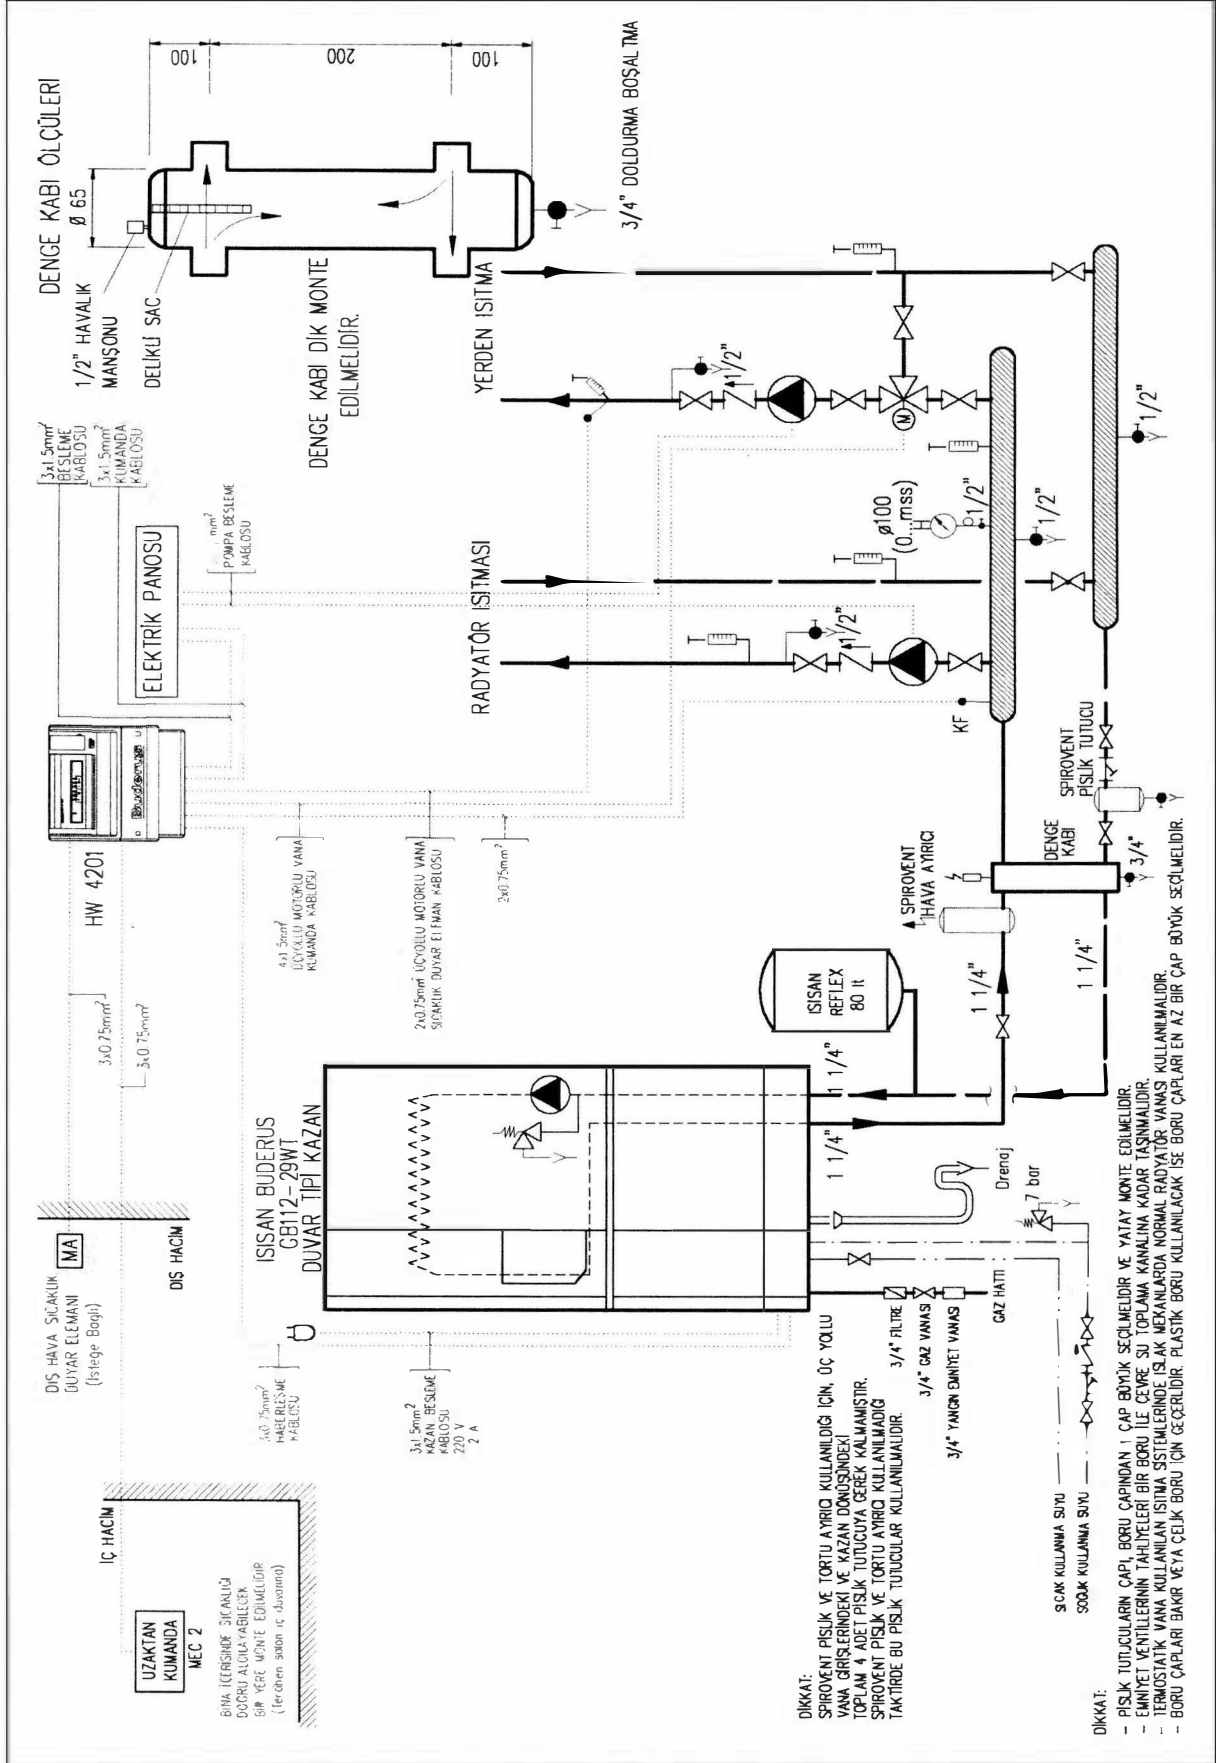 DENGE KABI ÖLÇÜLERİ
Ø 65
100
200
100
1/2" HAVALIK
MANŞONU
DELİKLİ SAC
DENGE KABI DİK MONTE
EDİLMELİDİR.
3/4" DOLDURMA BOŞALTMA
3x1.5mm²
BESLEME
KABLOSU
3x1.5mm²
KUMANDA
KABLOSU
ELEKTRİK PANOSU
mm²
POMPA BESLEME
KABLOSU
Buderus
HW 4201
3x0.75mm²
3x0.75mm²
4x1.5mm²
ÜÇYOLLU MOTORLU VANA
KUMANDA KABLOSU
2x0.75mm² ÜÇYOLLU MOTORLU VANA
SICAKLIK DUYAR ELEMAN KABLOSU
2x0.75mm²
YERDEN ISITMA
RADYATÖR ISITMASI
1/2"
M
1/2"
Ø100
(0...mss)
1/2"
1/2"
1/2"
KF
SPIROVENT
PİSLİK TUTUCU
DENGE
KABI
3/4"
SPIROVENT
HAVA AYIRICI
1 1/4"
1 1/4"
ISISAN
REFLEX
80 lt
1 1/4"
1 1/4"
ISISAN BUDERUS
GB112-29WT
DUVAR TİPİ KAZAN
Drenaj
7 bar
DIŞ HAVA SICAKLIK
DUYAR ELEMANI
(İsteğe Bağlı)
MA
DIŞ HACİM
3x0.75mm²
HABERLEŞME
KABLOSU
3x1.5mm²
KAZAN BESLEME
KABLOSU
220 V
2 A
İÇ HACİM
UZAKTAN
KUMANDA
MEC 2
BİNA İÇERİSİNDE SICAKLIĞI
DOĞRU ALGILAYABİLECEK
BİR YERE MONTE EDİLMELİDİR
(Tercihen salon iç duvarına)
3/4" FİLTRE
3/4" GAZ VANASI
3/4" YANGIN EMNİYET VANASI
GAZ HATTI
SICAK KULLANMA SUYU
SOĞUK KULLANMA SUYU
DİKKAT:
SPIROVENT PİSLİK VE TORTU AYIRICI KULLANILDIĞI İÇİN, ÜÇ YOLLU
VANA GİRİŞLERİNDEKİ VE KAZAN DÖNÜŞÜNDEKİ
TOPLAM 4 ADET PİSLİK TUTUCUYA GEREK KALMAMIŞTIR.
SPIROVENT PİSLİK VE TORTU AYIRICI KULLANILMADIĞI
TAKTİRDE BU PİSLİK TUTUCULAR KULLANILMALIDIR.
DİKKAT:
- PİSLİK TUTUCULARIN ÇAPI, BORU ÇAPINDAN 1 ÇAP BÜYÜK SEÇİLMELİDİR VE YATAY MONTE EDİLMELİDİR.
- EMNİYET VENTİLLERİNİN TAHLİYELERİ BİR BORU İLE ÇEVRE SU TOPLAMA KANALINA KADAR TAŞINMALIDIR.
- TERMOSTATİK VANA KULLANILAN ISITMA SİSTEMLERİNDE ISLAK MEKANLARDA NORMAL RADYATÖR VANASI KULLANILMALIDIR.
- BORU ÇAPLARI BAKIR VEYA ÇELİK BORU İÇİN GEÇERLİDİR. PLASTİK BORU KULLANILACAK İSE BORU ÇAPLARI EN AZ BİR ÇAP BÜYÜK SEÇİLMELİDİR.